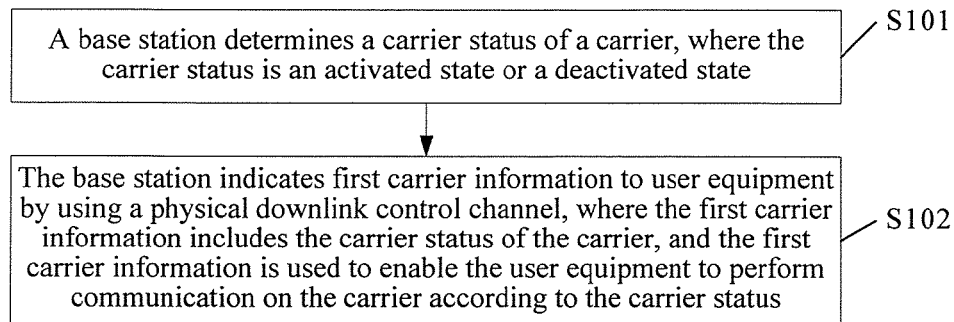 A base station determines a carrier status of a carrier, where the
carrier status is an activated state or a deactivated state
S101
The base station indicates first carrier information to user equipment
by using a physical downlink control channel, where the first carrier
information includes the carrier status of the carrier, and the first
carrier information is used to enable the user equipment to perform
communication on the carrier according to the carrier status
S102